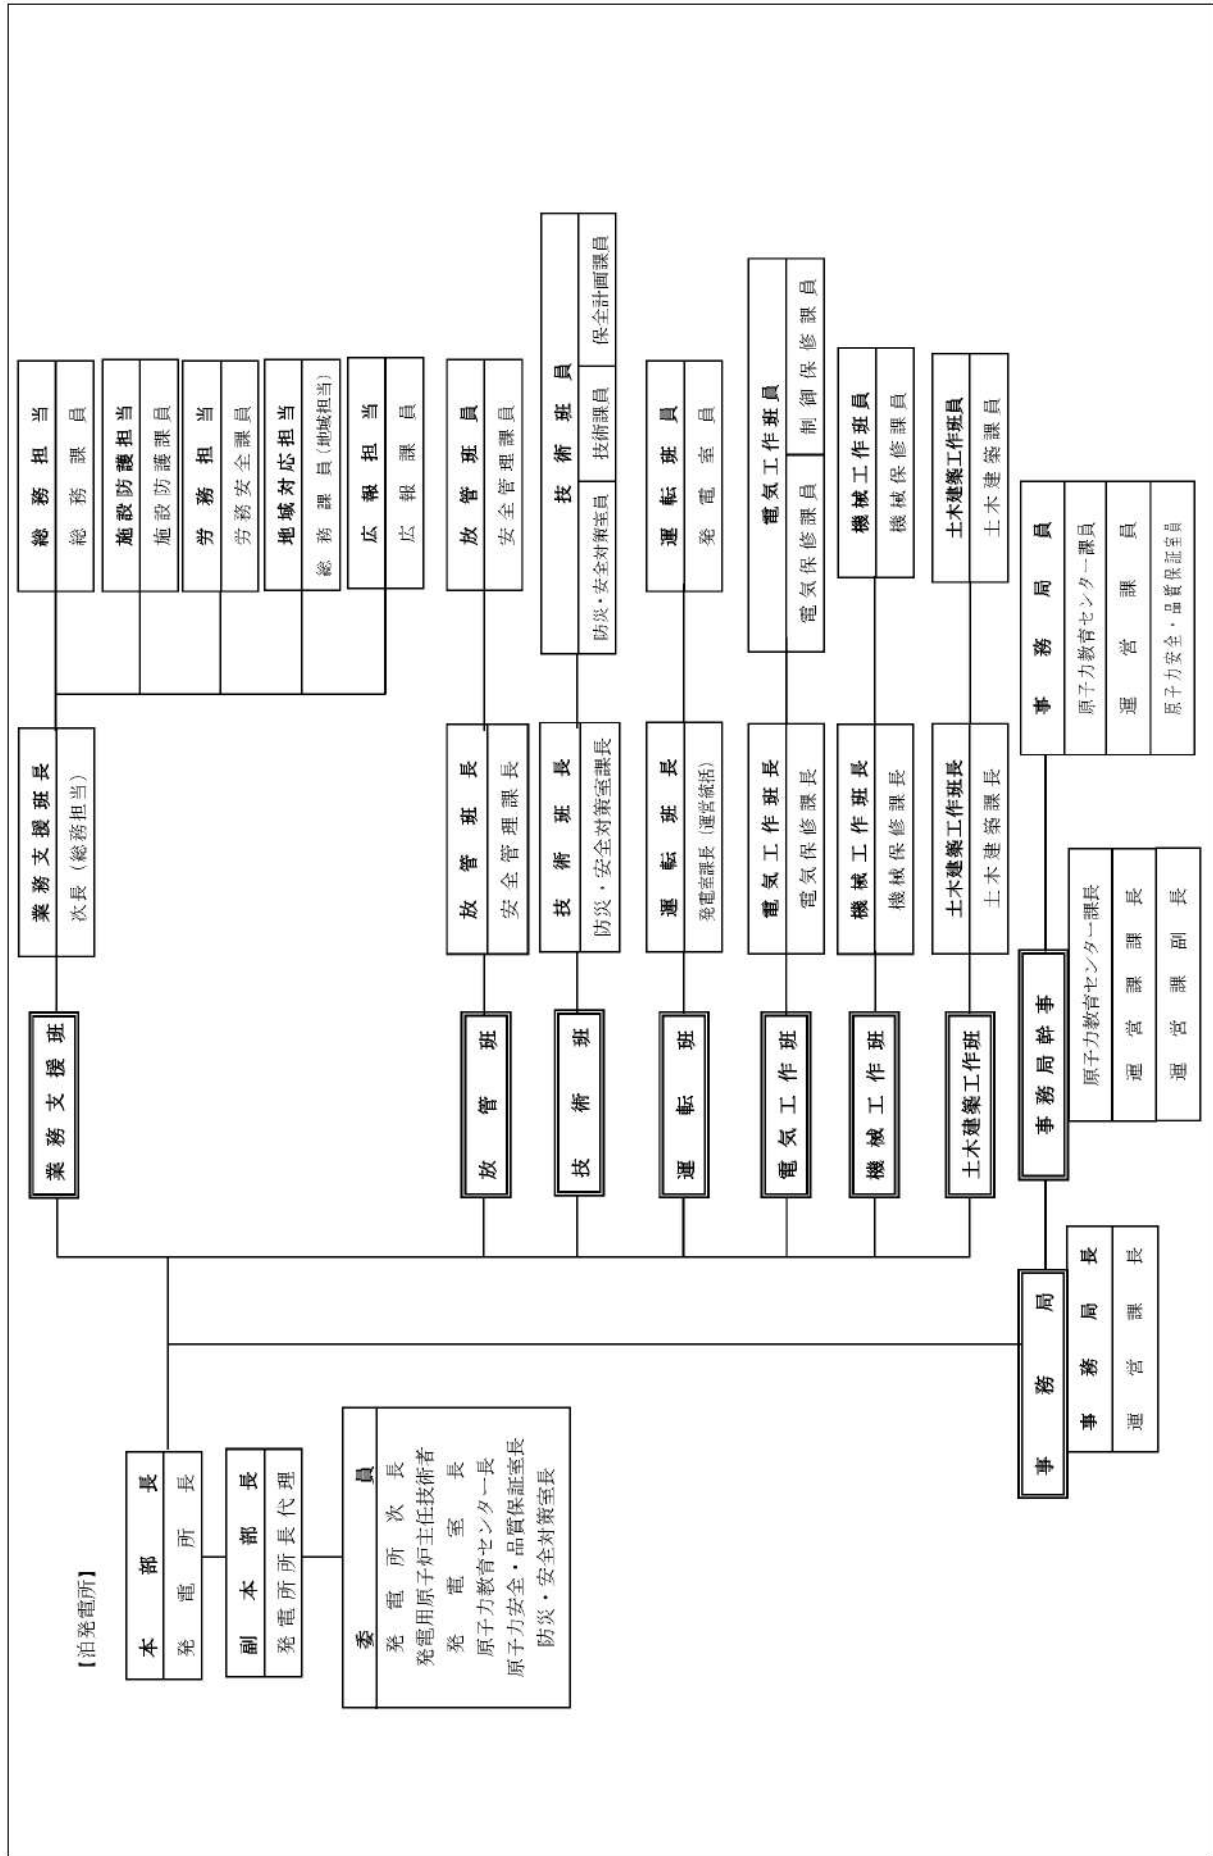 【泊発電所】
本部長
発電所長
副本部長
発電所所長代理
委員
発電所次長
発電用原子炉主任技術者
発電室長
原子力教育センター長
原子力安全・品質保証室長
防災・安全対策室長
業務支援班
業務支援班長
次長（総務担当）
総務担当
総務課員
施設防護担当
施設防護課員
労務担当
労務安全課員
地域対応担当
総務課員（地域担当）
広報担当
広報課員
放管班
放管班長
安全管理課長
放管班員
安全管理課員
技術班
技術班長
防災・安全対策室課長
技術班員
防災・安全対策室員 技術課員 保全計画課員
運転班
運転班長
発電室課長（運営統括）
運転班員
発電室員
電気工作班
電気工作班長
電気保修課長
電気工作班員
電気保修課員 制御保修課員
機械工作班
機械工作班長
機械保修課長
機械工作班員
機械保修課員
土木建築工作班
土木建築工作班長
土木建築課長
土木建築工作班員
土木建築課員
事務局
事務局長
運営課長
事務局幹事
原子力教育センター課長
運営課課長
運営課副長
事務局員
原子力教育センター課員
運営課員
原子力安全・品質保証室員